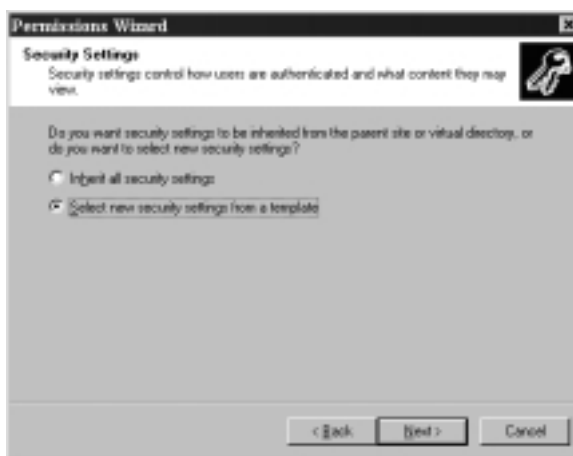 Permissions Wizard
Security Settings
Security settings control how users are authenticated and what content they may
view.
Do you want security settings to be inherited from the parent site or virtual directory, or
do you want to select new security settings?
Inherit all security settings
Select new security settings from a template
< Back
Next >
Cancel